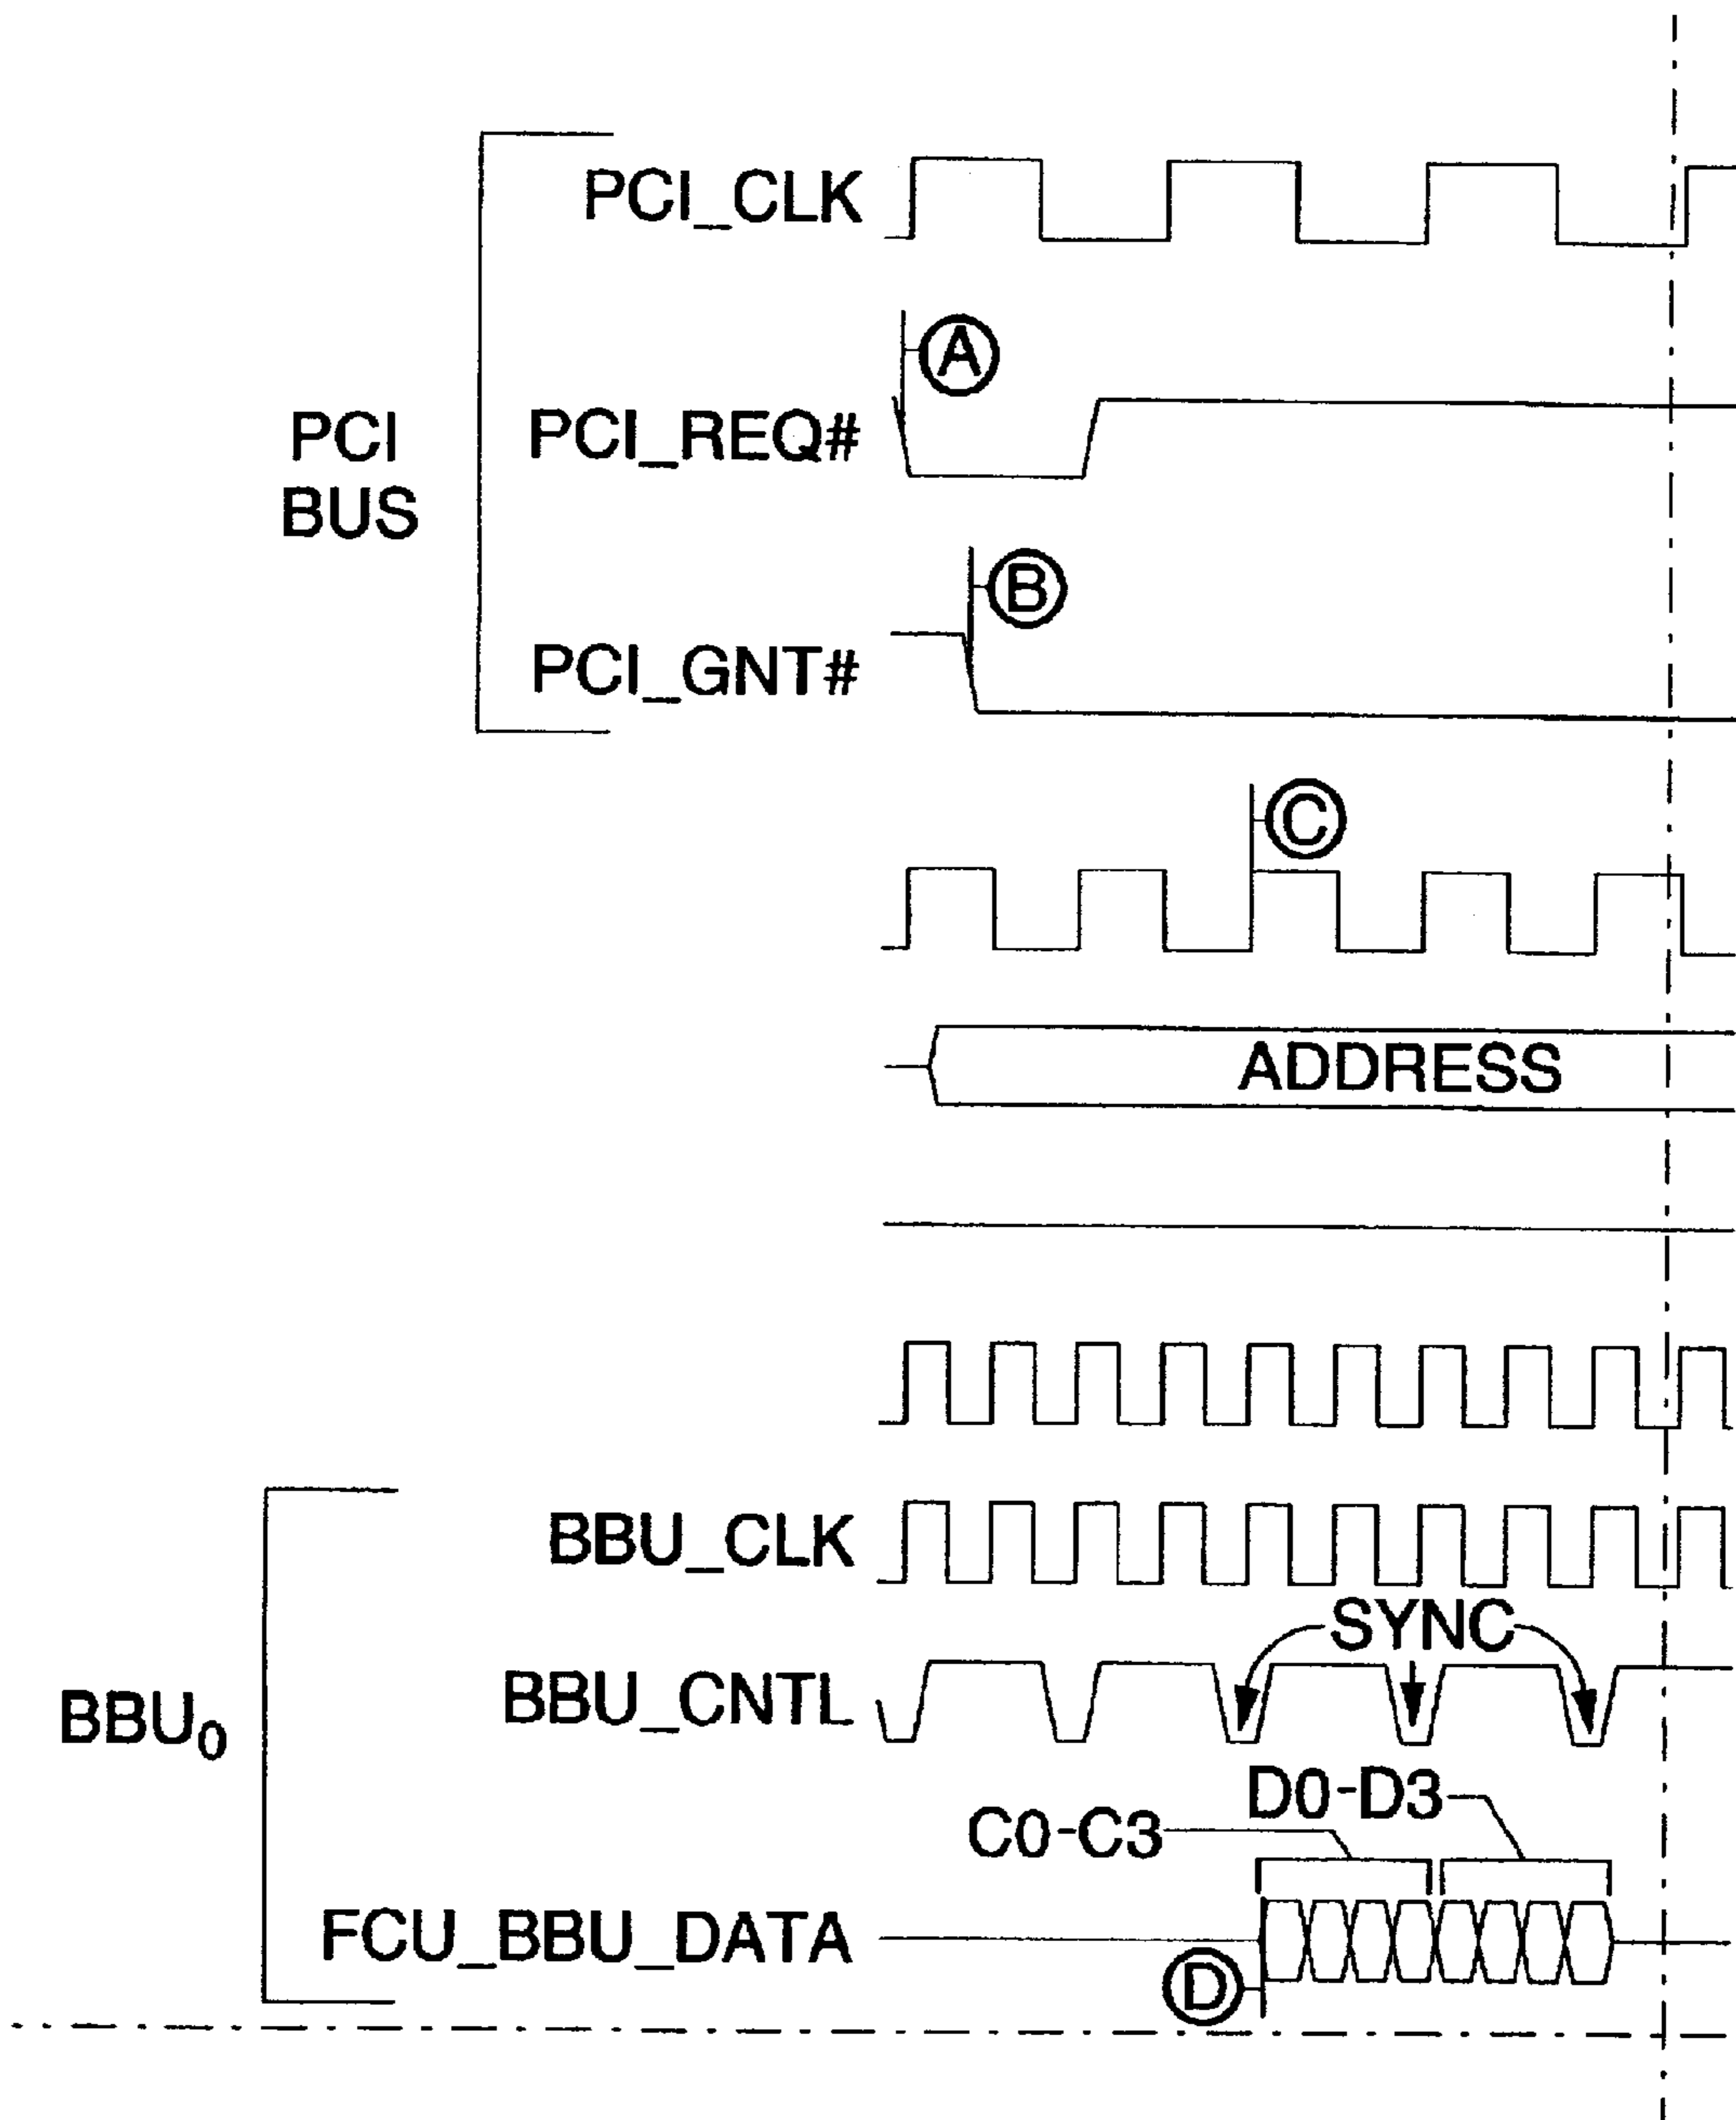 PCI_CLK
A
PCI
BUS
PCI_REQ#
B
PCI_GNT#
C
ADDRESS
BBU_CLK
SYNC
BBU_CNTL
BBU0
D0-D3
C0-C3
FCU_BBU_DATA
D